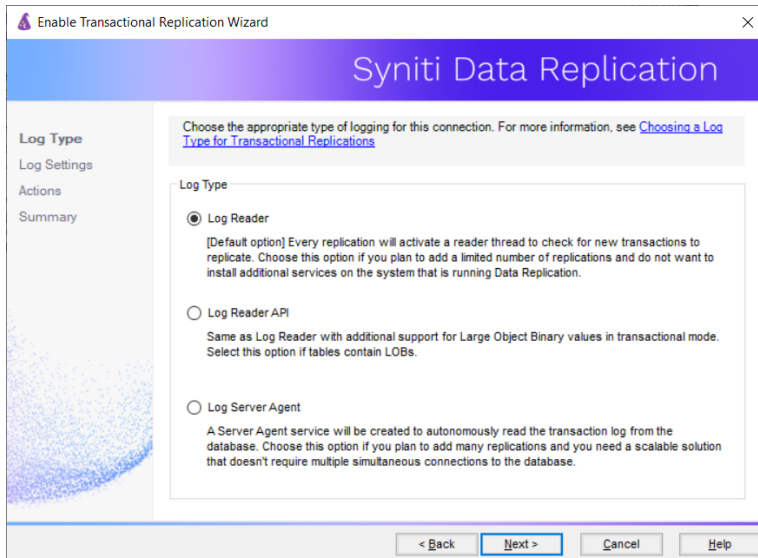 Enable Transactional Replication Wizard
Syniti Data Replication
Log Type
Log Settings
Actions
Summary
Choose the appropriate type of logging for this connection. For more information, see Choosing a Log
Type for Transactional Replications
Log Type
Log Reader
[Default option] Every replication will activate a reader thread to check for new transactions to
replicate. Choose this option if you plan to add a limited number of replications and do not want to
install additional services on the system that is running Data Replication.
Log Reader API
Same as Log Reader with additional support for Large Object Binary values in transactional mode.
Select this option if tables contain LOBs.
Log Server Agent
A Server Agent service will be created to autonomously read the transaction log from the
database. Choose this option if you plan to add many replications and you need a scalable solution
that doesn't require multiple simultaneous connections to the database.
< Back Next > Cancel Help